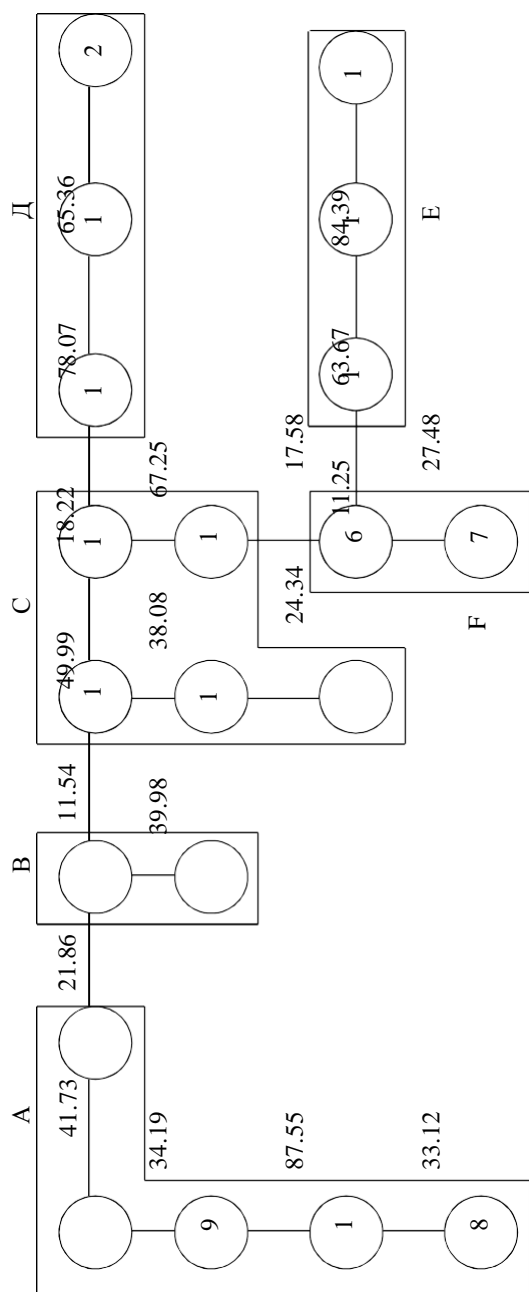 A B C Д
41.73 21.86 11.54 49.99 18.22 78.07 65.36
1 1 1 1 2
34.19 39.98 38.08 67.25
9 1 1
87.55 24.34 17.58
11.25 63.67 84.39
1 6 1 1 1
33.12 27.48 E
8 F 7